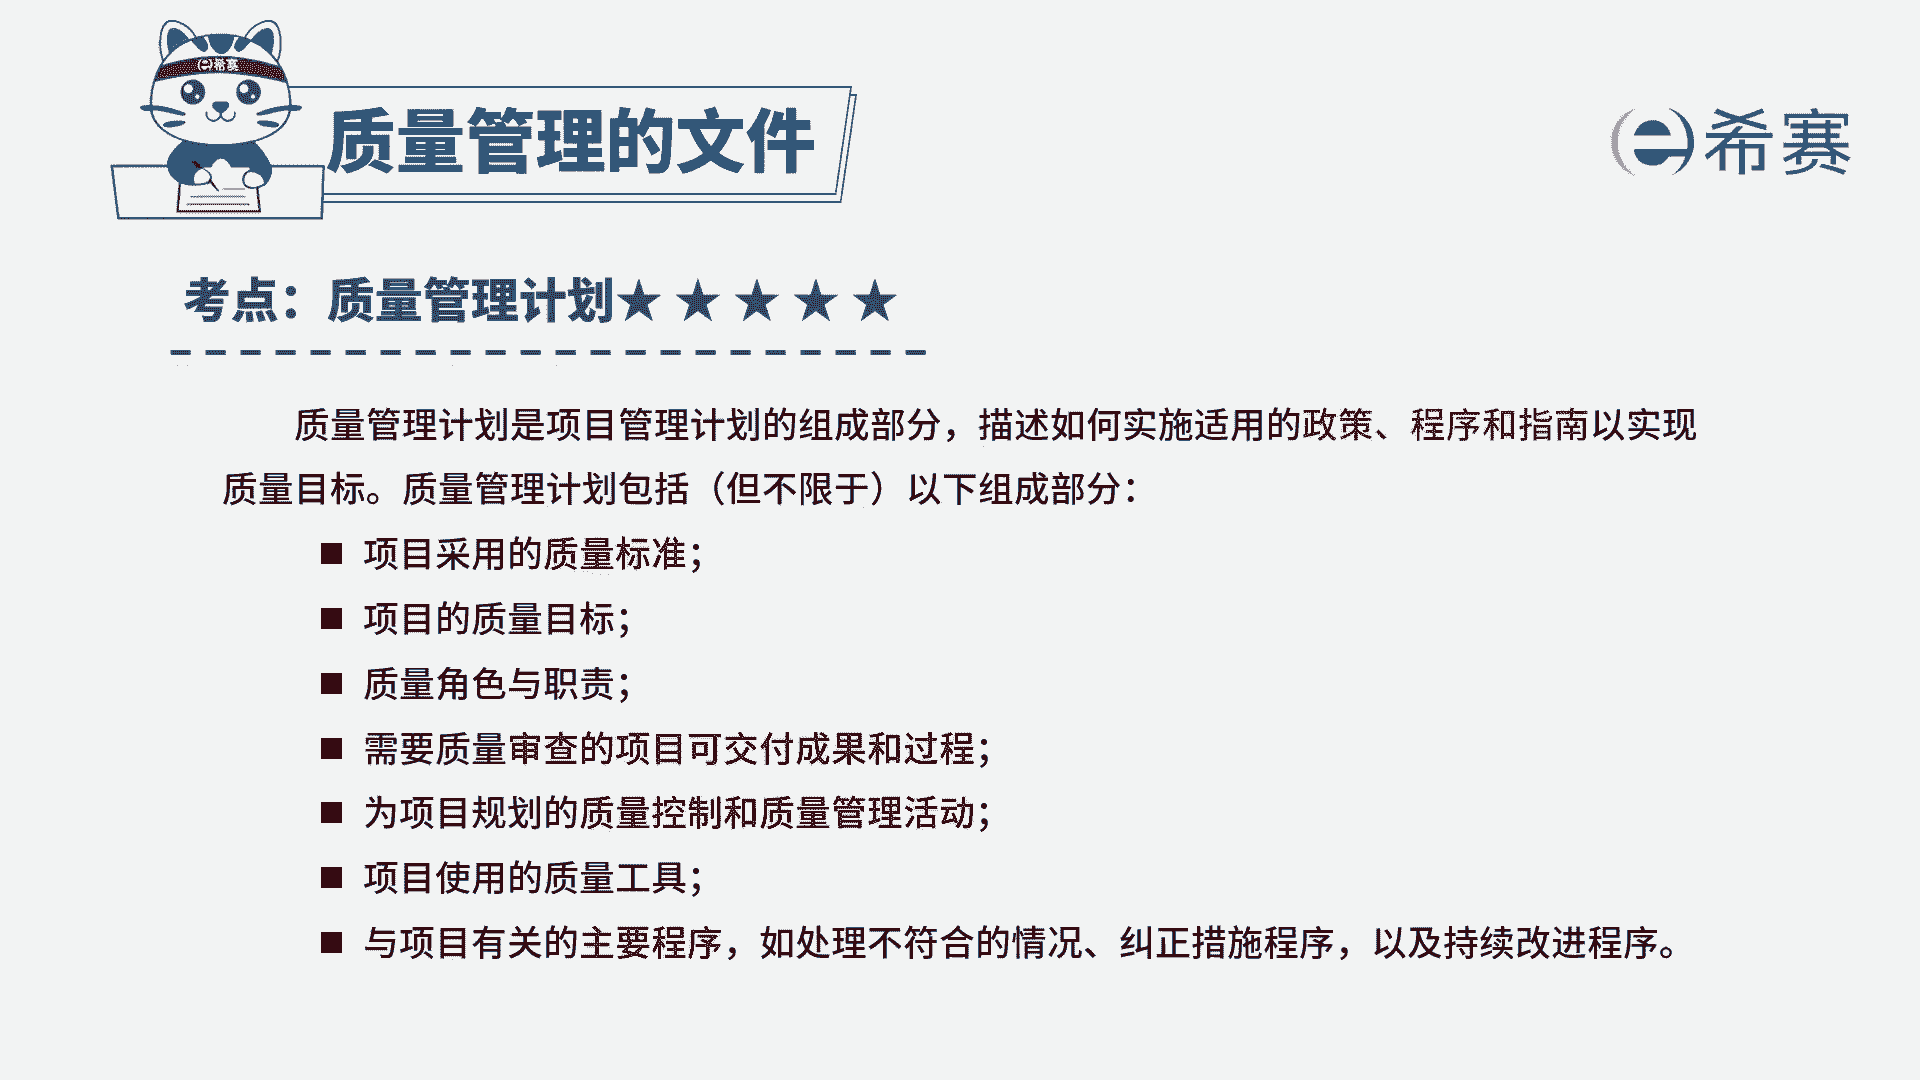 希赛
质量管理的文件
希赛
考点：质量管理计划★★★★★
质量管理计划是项目管理计划的组成部分，描述如何实施适用的政策、程序和指南以实现
质量目标。质量管理计划包括（但不限于）以下组成部分：
■ 项目采用的质量标准；
■ 项目的质量目标；
■ 质量角色与职责；
■ 需要质量审查的项目可交付成果和过程；
■ 为项目规划的质量控制和质量管理活动；
■ 项目使用的质量工具；
■ 与项目有关的主要程序，如处理不符合的情况、纠正措施程序，以及持续改进程序。